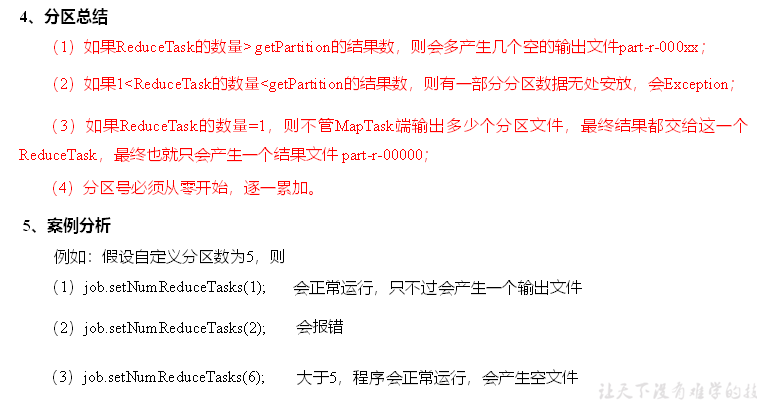 4、分区总结
（1）如果ReduceTask的数量> getPartition的结果数，则会多产生几个空的输出文件part-r-000xx；
（2）如果1<ReduceTask的数量<getPartition的结果数，则有一部分分区数据无处安放，会Exception；
（3）如果ReduceTask的数量=1，则不管MapTask端输出多少个分区文件，最终结果都交给这一个
ReduceTask，最终也就只会产生一个结果文件 part-r-00000；
（4）分区号必须从零开始，逐一累加。
5、案例分析
例如：假设自定义分区数为5，则
（1）job.setNumReduceTasks(1); 会正常运行，只不过会产生一个输出文件
（2）job.setNumReduceTasks(2); 会报错
（3）job.setNumReduceTasks(6); 大于5，程序会正常运行，会产生空文件
让天下没有难学的技